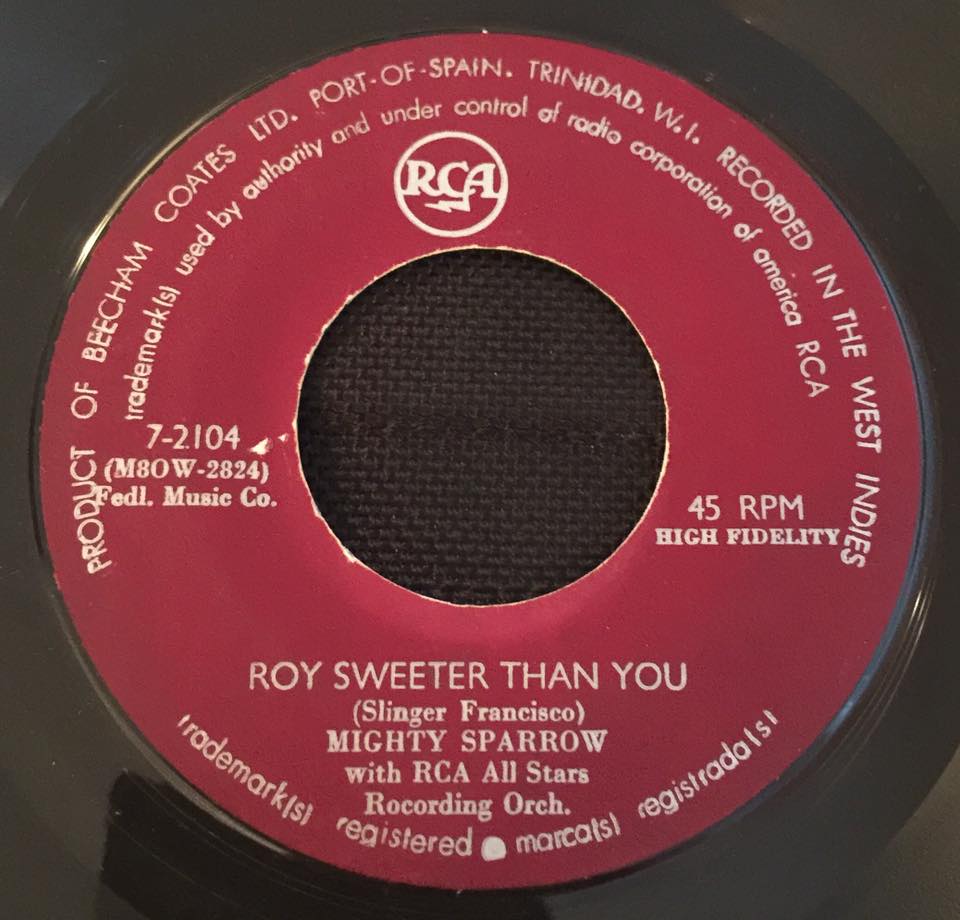 PRODUCT OF BEECHAM COATES LTD. PORT-OF-SPAIN. TRINIDAD. W.I. RECORDED IN THE WEST INDIES
trademark(s) used by authority and under control of radio corporation of america RCA
RCA
7-2104
(M8OW-2824)
Fedl. Music Co.
45 RPM
HIGH FIDELITY
ROY SWEETER THAN YOU
(Slinger Francisco)
MIGHTY SPARROW
with RCA All Stars
Rocording Orch.
trademark(s) registered ● marca(s) registrada(s)